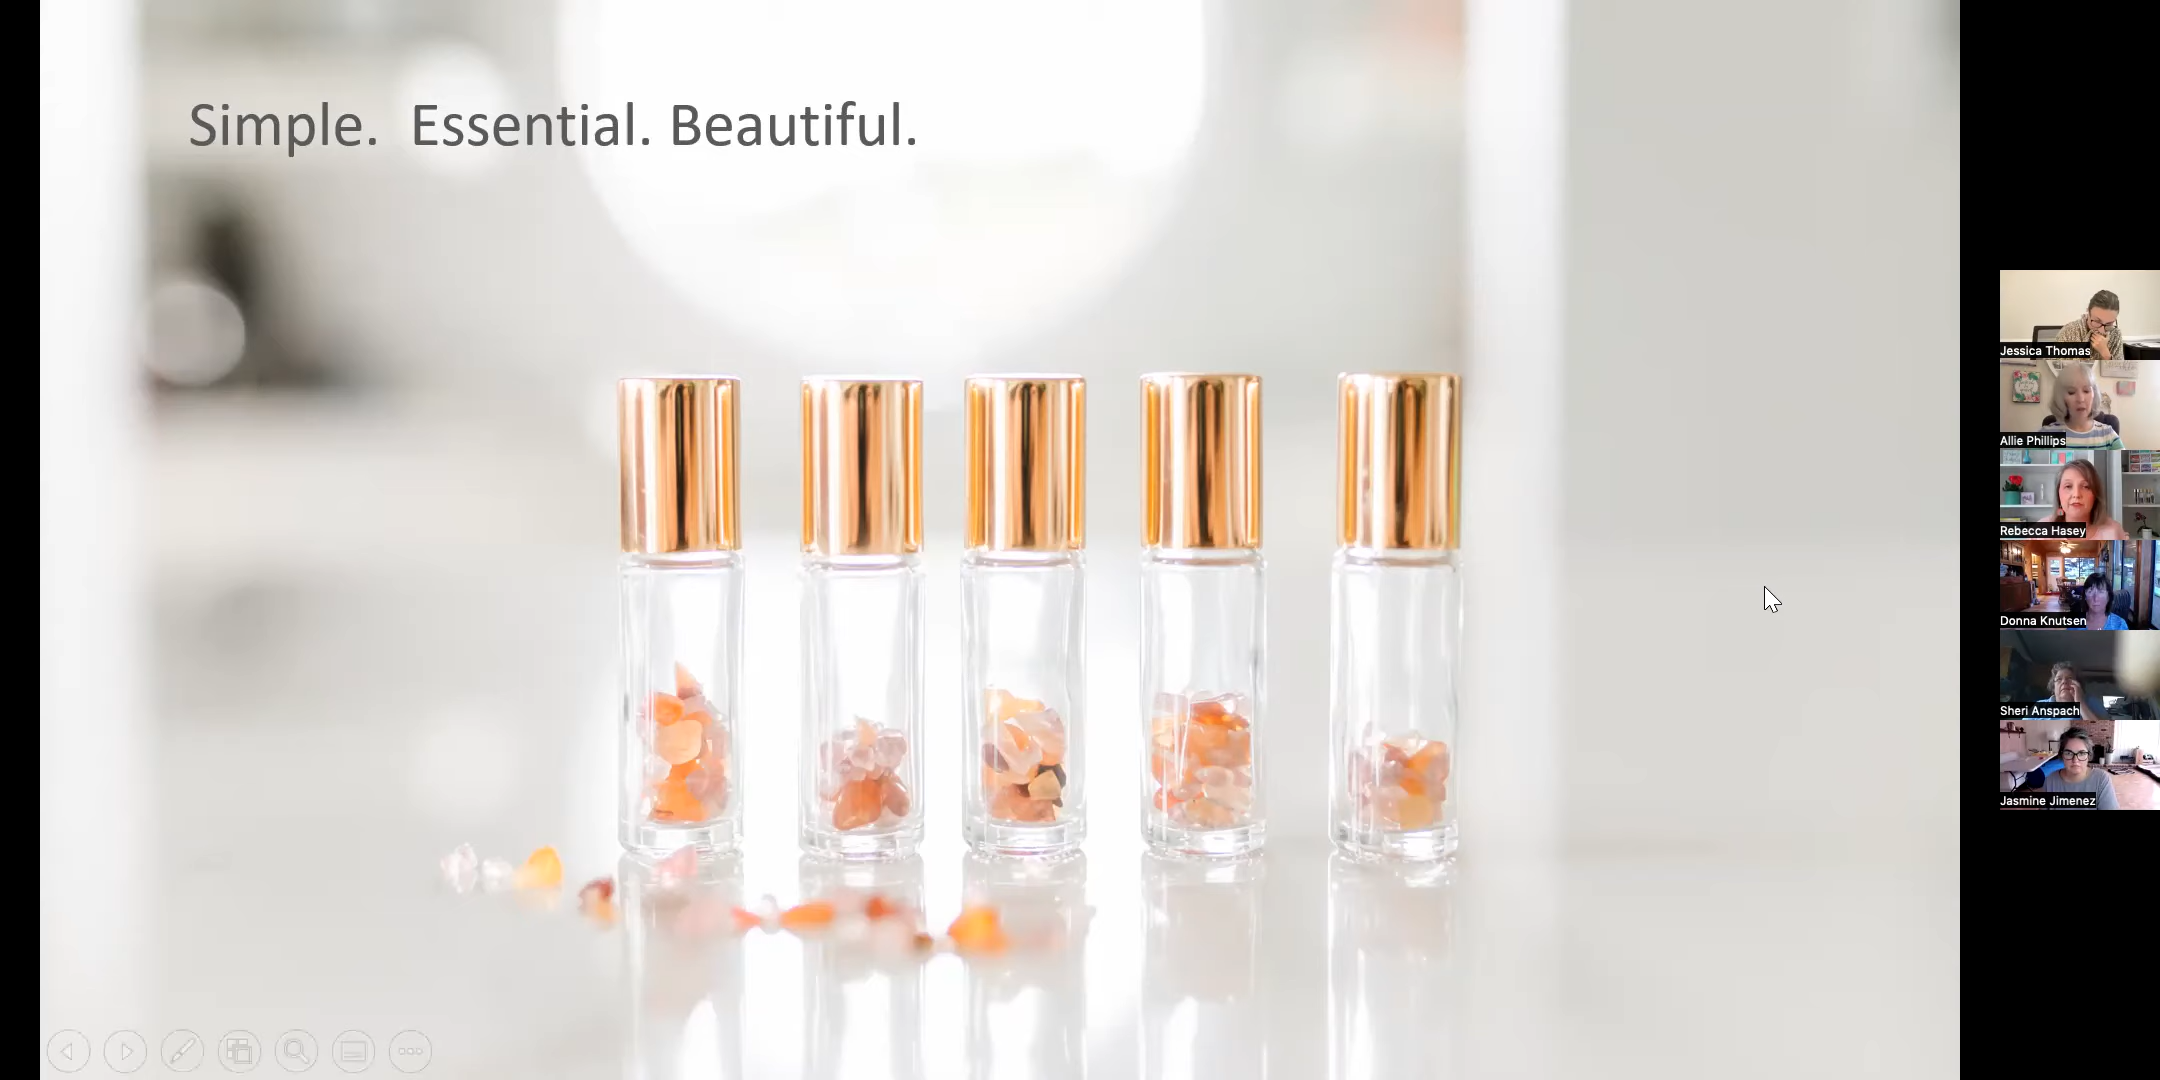 Simple.  Essential. Beautiful.
Jessica Thomas
Allie Phillips
Rebecca Hasey
Donna Knutsen
Sheri Anspach
Jasmine Jimenez